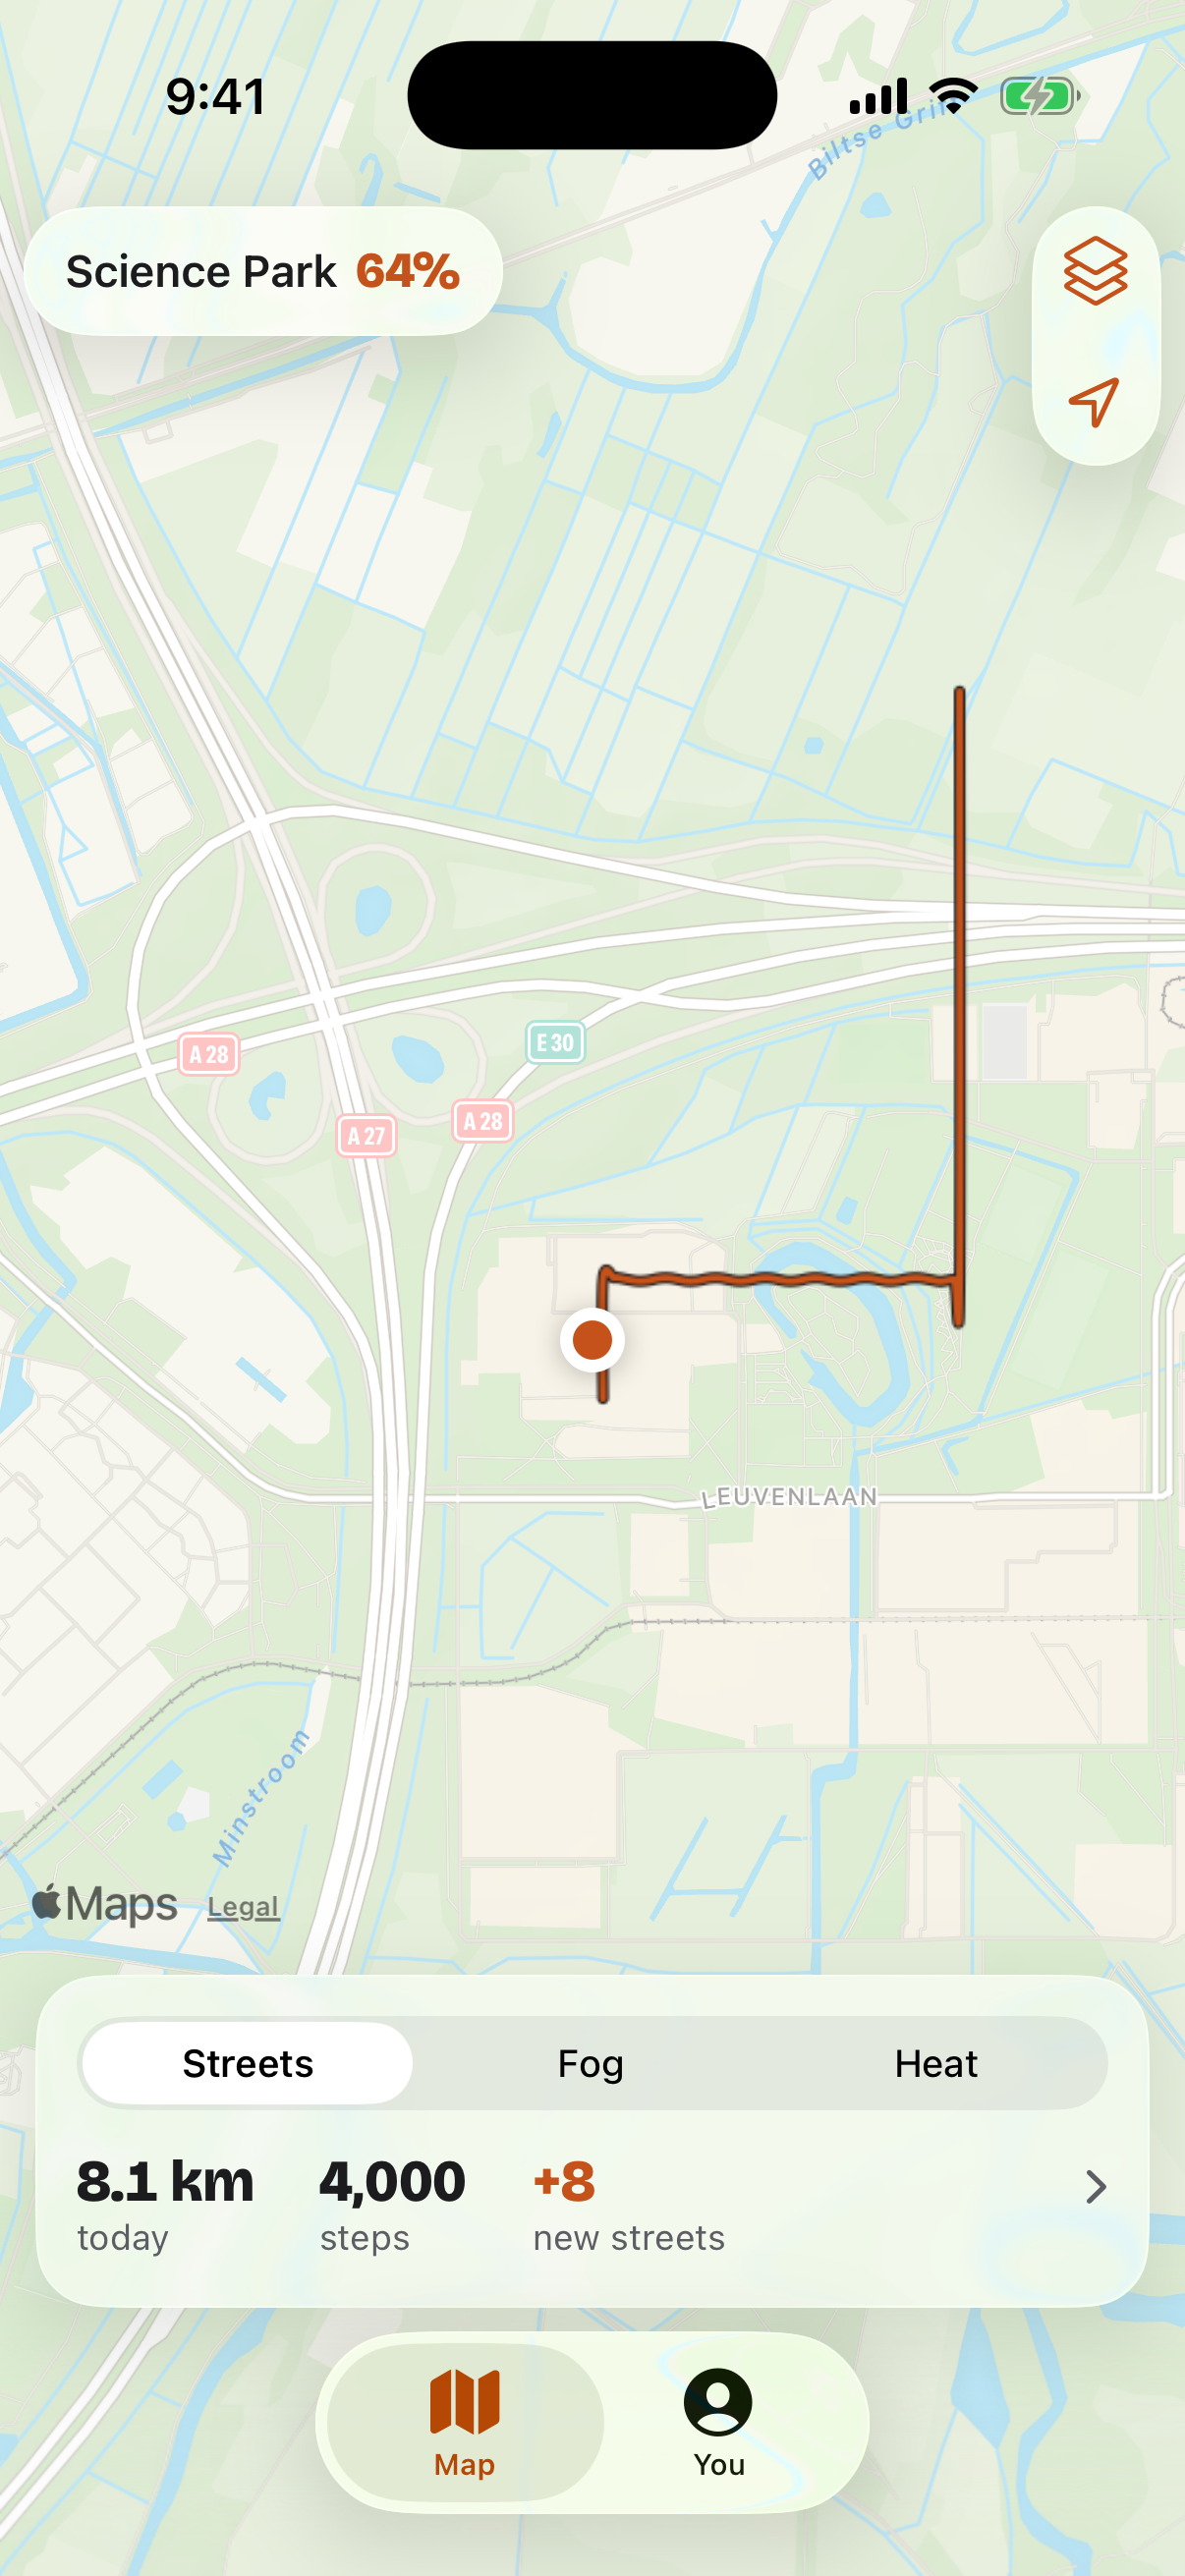 9:41
Biltse Grift
Science Park 64%
E 30
A 28
A 28
A 27
LEUVENLAAN
Minstroom
Maps Legal
Streets Fog Heat
8.1 km 4,000 +8
today steps new streets
Map You